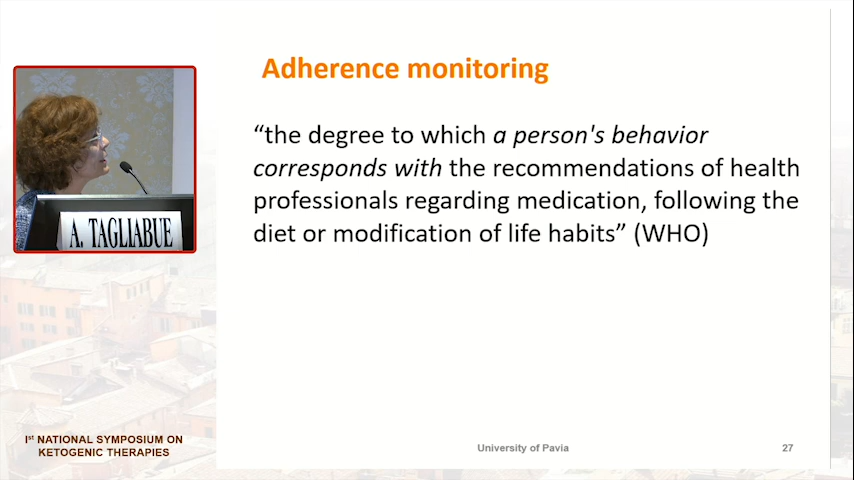 Adherence monitoring
“the degree to which a person's behavior
corresponds with the recommendations of health
professionals regarding medication, following the
diet or modification of life habits” (WHO)
A. TAGLIABUE
Ist NATIONAL SYMPOSIUM ON
KETOGENIC THERAPIES
University of Pavia
27